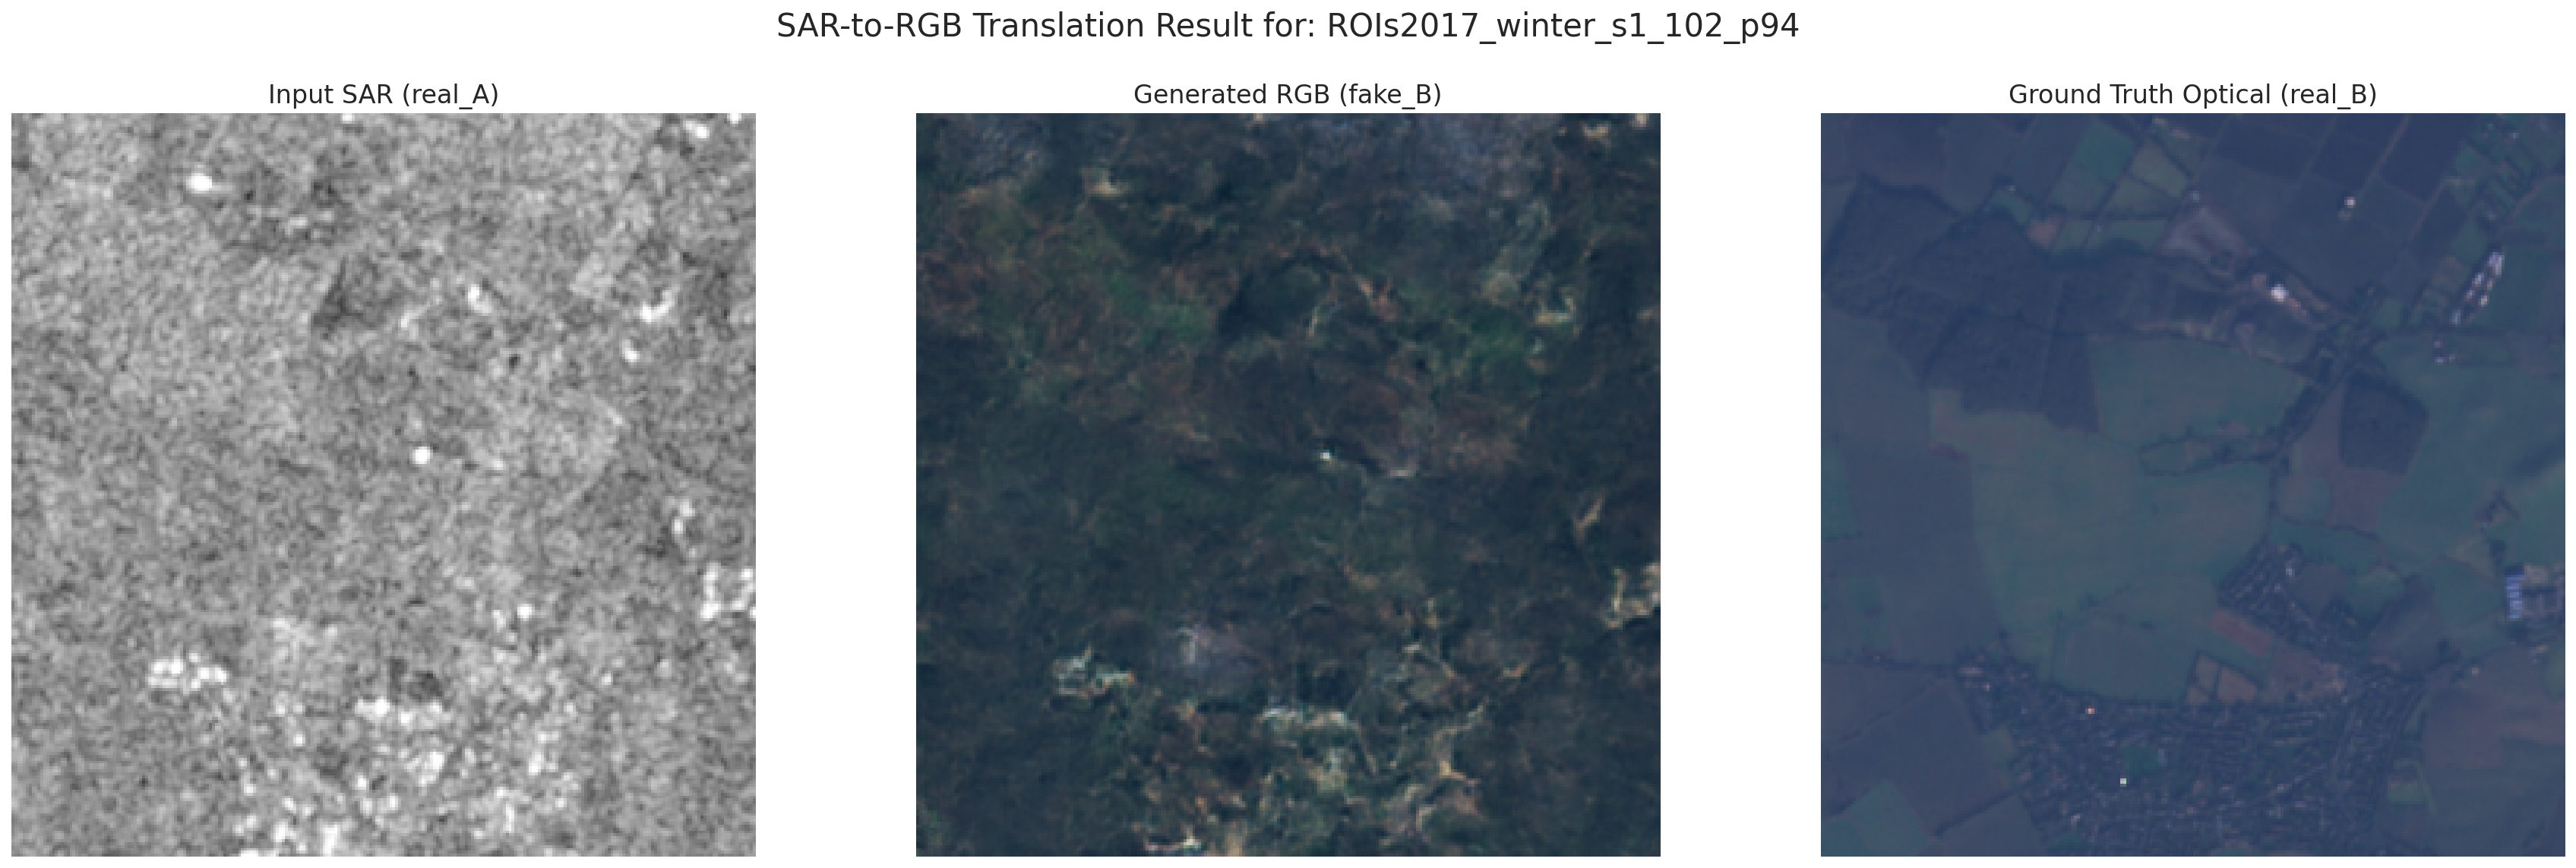 SAR-to-RGB Translation Result for: ROIs2017_winter_s1_102_p94
Input SAR (real_A)
Generated RGB (fake_B)
Ground Truth Optical (real_B)